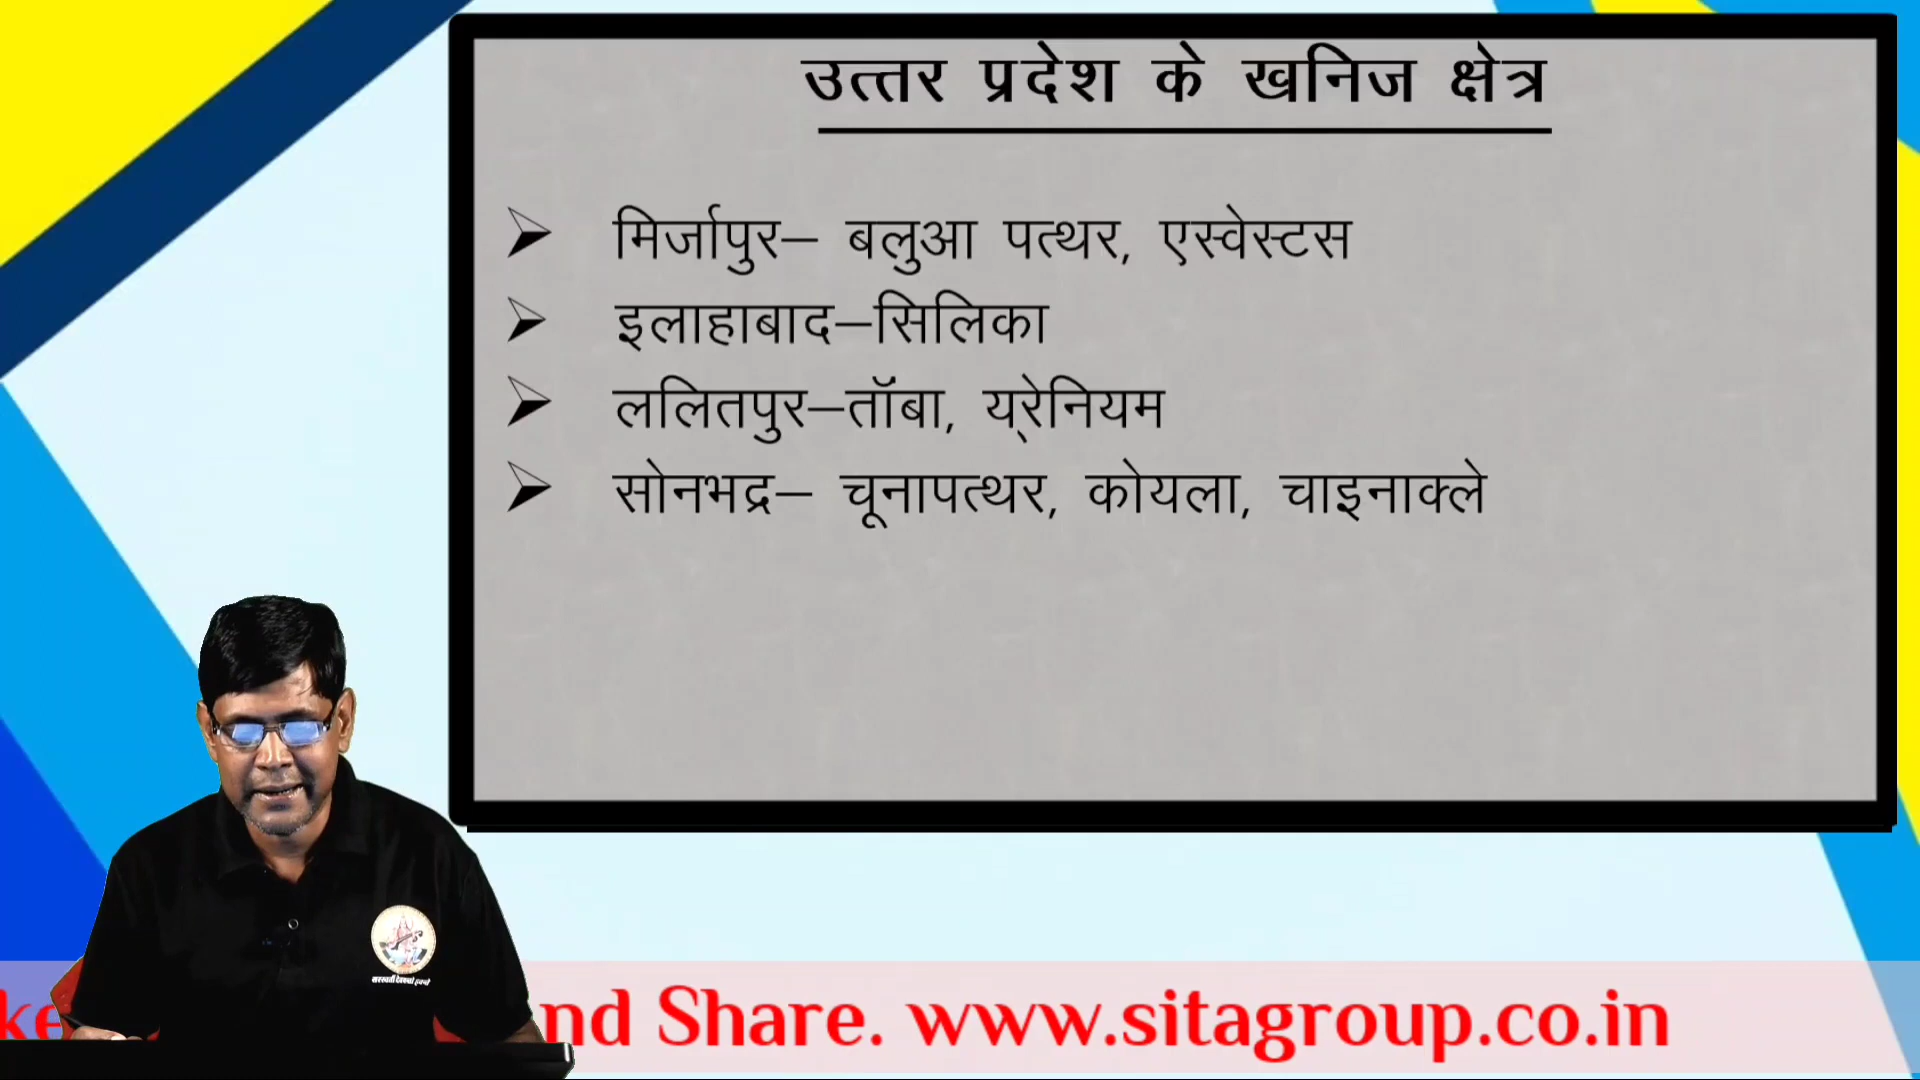 उत्तर प्रदेश के खनिज क्षेत्र
मिर्जापुर– बलुआ पत्थर, एस्वेस्टस
इलाहाबाद–सिलिका
ललितपुर–तॉबा, यूरेनियम
सोनभद्र– चूनापत्थर, कोयला, चाइनाक्ले
nd Share. www.sitagroup.co.in